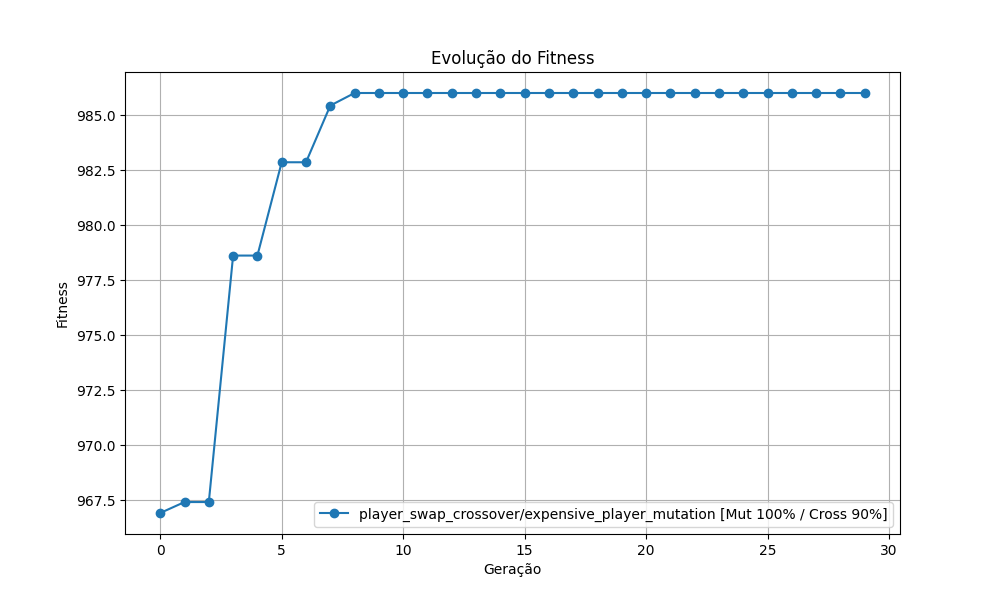 Evolução do Fitness
Fitness
985.0
982.5
980.0
977.5
975.0
972.5
970.0
967.5
player_swap_crossover/expensive_player_mutation [Mut 100% / Cross 90%]
0 5 10 15 20 25 30
Geração